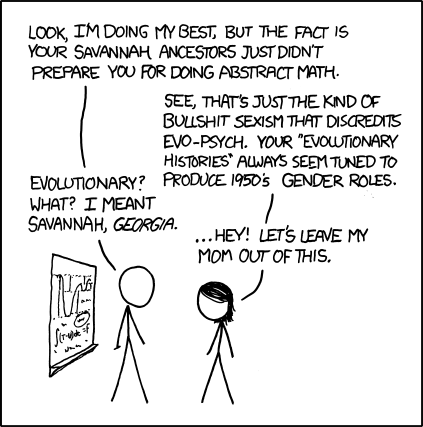 LOOK, I'M DOING MY BEST, BUT THE FACT IS
YOUR SAVANNAH ANCESTORS JUST DIDN'T
PREPARE YOU FOR DOING ABSTRACT MATH.
SEE, THAT'S JUST THE KIND OF
BULLSHIT SEXISM THAT DISCREDITS
EVO-PSYCH. YOUR "EVOLUTIONARY
HISTORIES" ALWAYS SEEM TUNED TO
PRODUCE 1950's GENDER ROLES.
EVOLUTIONARY?
WHAT? I MEANT
SAVANNAH, GEORGIA.
...HEY! LET'S LEAVE MY
MOM OUT OF THIS.